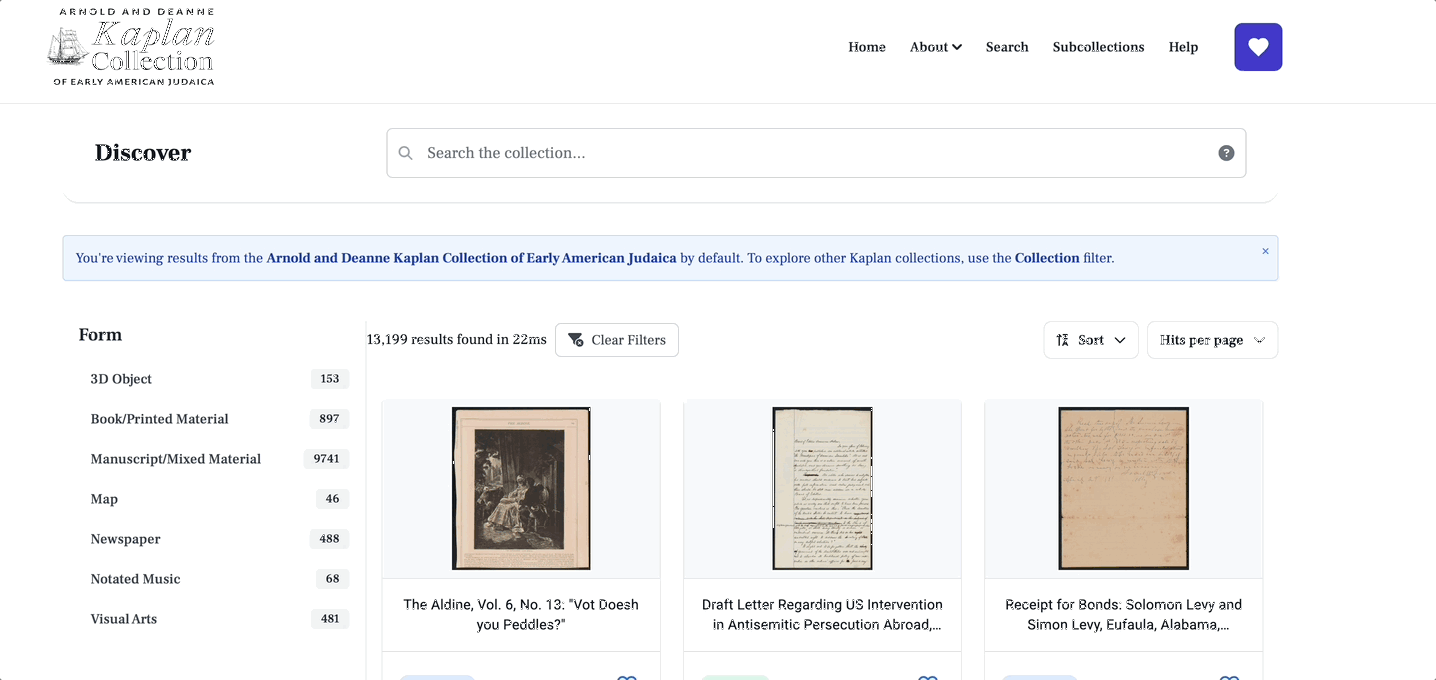 ARNOLD AND DEANNE
Kaplan
Collection
OF EARLY AMERICAN JUDAICA
Home About Search Subcollections Help
Discover
Search the collection...
?
You're viewing results from the Arnold and Deanne Kaplan Collection of Early American Judaica by default. To explore other Kaplan collections, use the Collection filter.
×
Form
13,199 results found in 22ms
Clear Filters
Sort
Hits per page
3D Object 153
Book/Printed Material 897
Manuscript/Mixed Material 9741
Map 46
Newspaper 488
Notated Music 68
Visual Arts 481
The Aldine, Vol. 6, No. 13: "Vot Doesh
you Peddles?"
Draft Letter Regarding US Intervention
in Antisemitic Persecution Abroad,...
Receipt for Bonds: Solomon Levy and
Simon Levy, Eufaula, Alabama,...